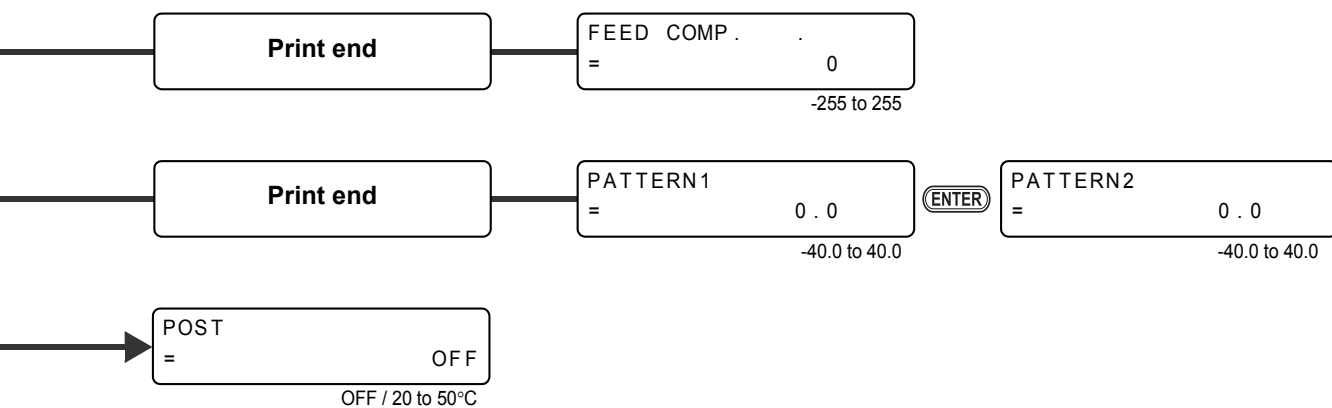 Print end
FEED COMP. .
= 0
-255 to 255
Print end
PATTERN1
= 0.0
-40.0 to 40.0
ENTER
PATTERN2
= 0.0
-40.0 to 40.0
POST
= OFF
OFF / 20 to 50°C